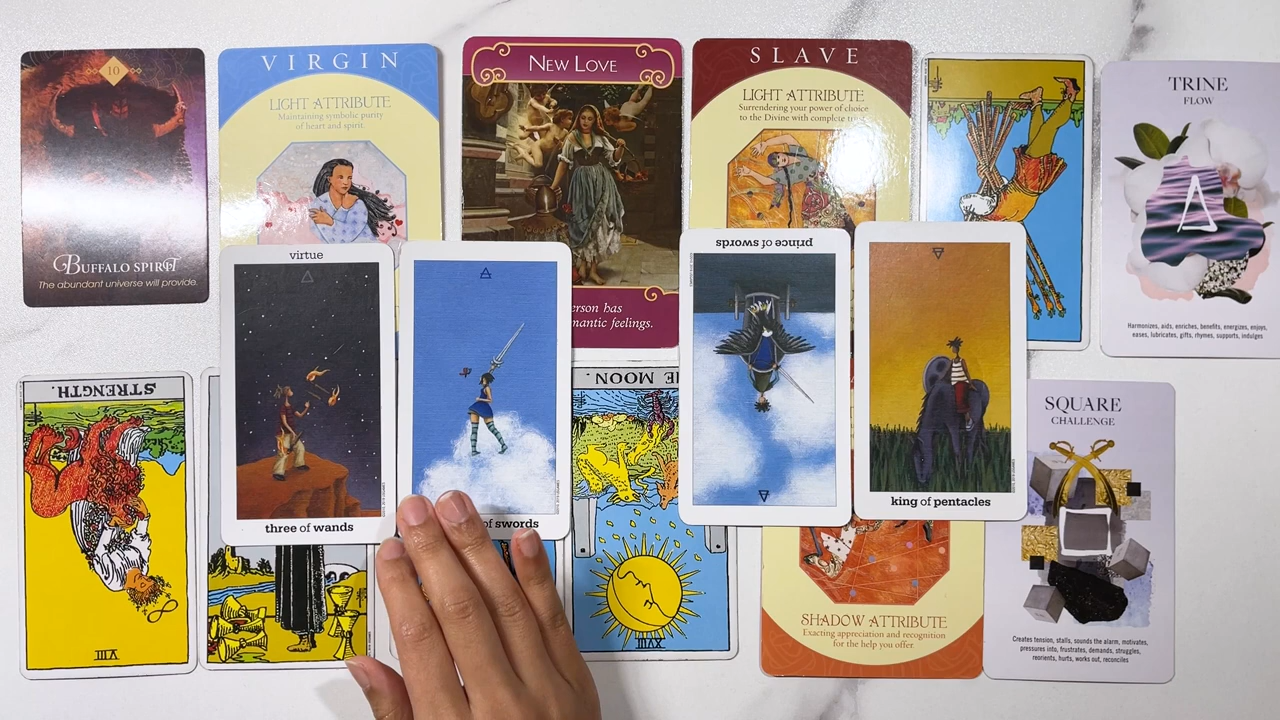 10
BUFFALO SPIRIT
The abundant universe will provide.
VIRGIN
LIGHT ATTRIBUTE
Maintaining symbolic purity
of heart and spirit.
NEW LOVE
erson has
mantic feelings.
SLAVE
LIGHT ATTRIBUTE
Surrendering your power of choice
to the Divine with complete
TRINE
FLOW
Harmonizes, aids, enriches, benefits, energizes, enjoys,
eases, lubricates, gifts, rhymes, supports, indulges
virtue
three of wands
of swords
prince of swords
king of pentacles
STRENGTH.
VIII
E MOON.
XVIII
SHADOW ATTRIBUTE
Exacting appreciation and recognition
for the help you offer.
SQUARE
CHALLENGE
Creates tension, stalls, sounds the alarm, motivates,
pressures into, frustrates, demands, struggles,
reorients, hurts, works out, reconciles